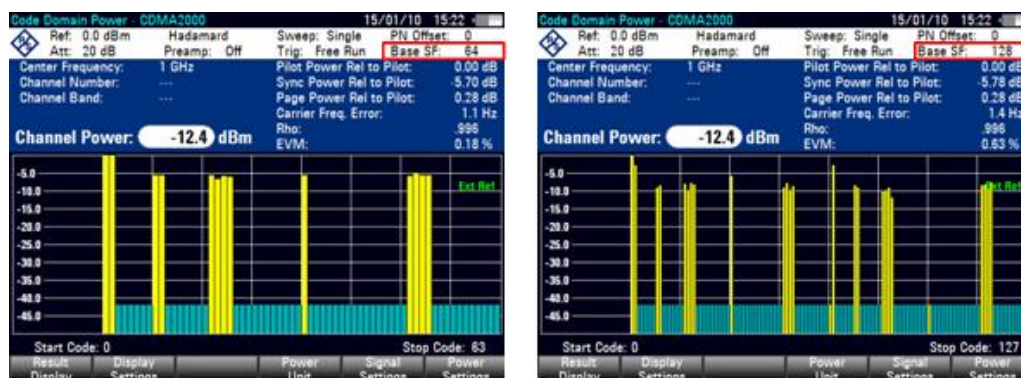 Code Domain Power - CDMA2000 15/01/10 15:22
Ref: 0.0 dBm Hadamard Sweep: Single PN Offset: 0
Att: 20 dB Preamp: Off Trig: Free Run Base SF: 64
Center Frequency: 1 GHz Pilot Power Rel to Pilot: 0.00 dB
Channel Number: --- Sync Power Rel to Pilot: -5.70 dB
Channel Band: --- Page Power Rel to Pilot: 0.28 dB
Carrier Freq. Error: 1.1 Hz
Rho: .996
Channel Power: -12.4 dBm
EVM: 0.18 %
-5.0
Ext Ref
-10.0
-15.0
-20.0
-25.0
-30.0
-35.0
-40.0
-45.0
Start Code: 0 Stop Code: 63
Result Display Power Signal Power
Display Settings Unit Settings Settings
Code Domain Power - CDMA2000 15/01/10 15:22
Ref: 0.0 dBm Hadamard Sweep: Single PN Offset: 0
Att: 20 dB Preamp: Off Trig: Free Run Base SF: 128
Center Frequency: 1 GHz Pilot Power Rel to Pilot: 0.00 dB
Channel Number: --- Sync Power Rel to Pilot: -5.78 dB
Channel Band: --- Page Power Rel to Pilot: 0.28 dB
Carrier Freq. Error: 1.4 Hz
Rho: .996
Channel Power: -12.4 dBm
EVM: 0.63 %
-5.0
Ext Ref
-10.0
-15.0
-20.0
-25.0
-30.0
-35.0
-40.0
-45.0
Start Code: 0 Stop Code: 127
Result Display Power Signal Power
Display Settings Unit Settings Settings